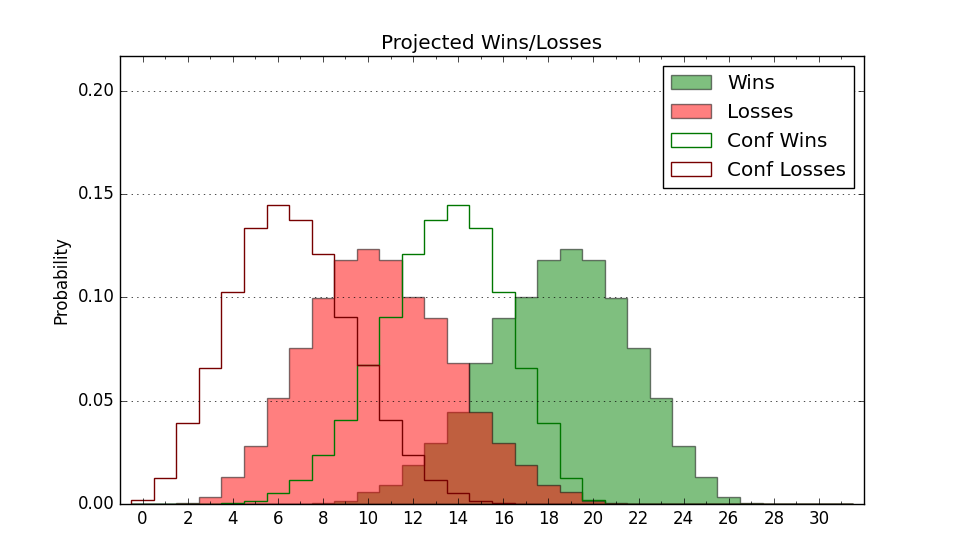 Projected Wins/Losses
Wins
Losses
Conf Wins
Conf Losses
Probability
0.20
0.15
0.10
0.05
0.00
0 2 4 6 8 10 12 14 16 18 20 22 24 26 28 30